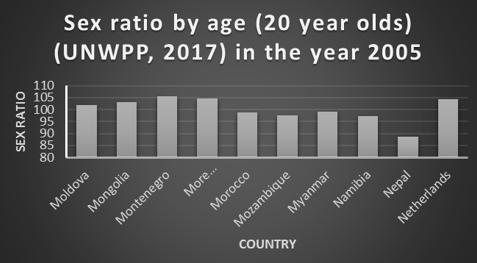 Sex ratio by age (20 year olds)
(UNWPP, 2017) in the year 2005
SEX RATIO
110
105
100
95
90
85
80
Moldova
Mongolia
Montenegro
More...
Morocco
Mozambique
Myanmar
Namibia
Nepal
Netherlands
COUNTRY